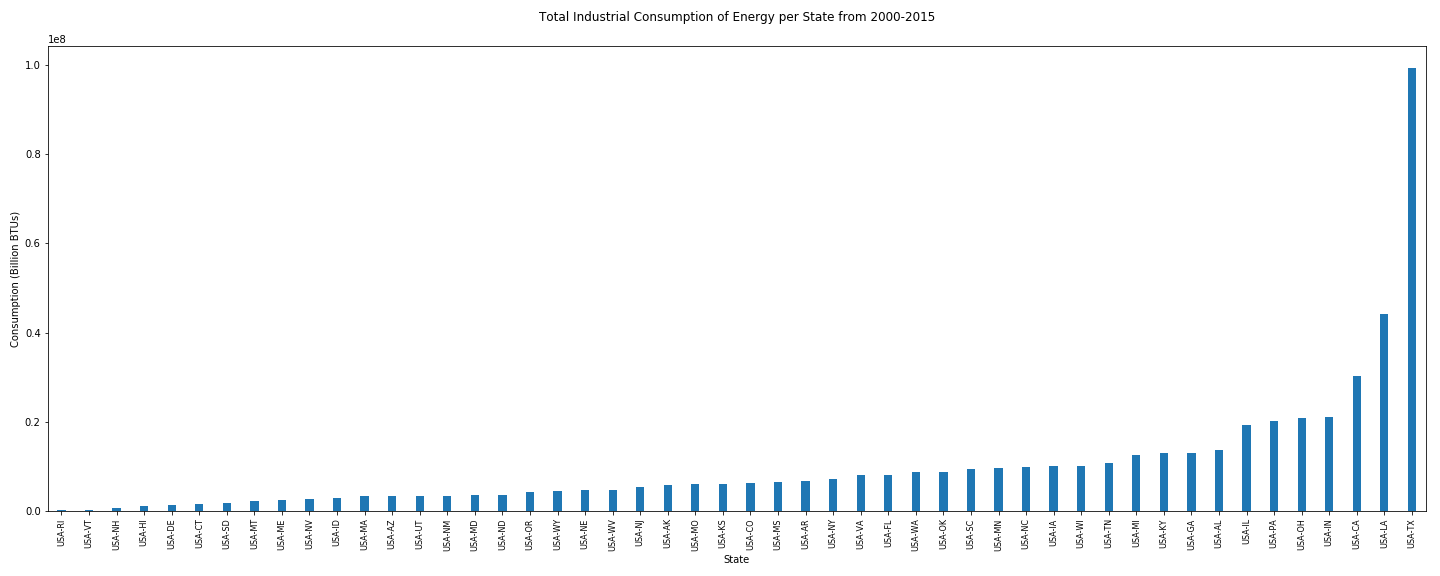 Total Industrial Consumption of Energy per State from 2000-2015
1e8
1.0
0.8
0.6
0.4
0.2
0.0
Consumption (Billion BTUs)
USA-RI
USA-VT
USA-NH
USA-HI
USA-DE
USA-CT
USA-SD
USA-MT
USA-ME
USA-NV
USA-ID
USA-MA
USA-AZ
USA-UT
USA-NM
USA-MD
USA-ND
USA-OR
USA-WY
USA-NE
USA-WV
USA-NJ
USA-AK
USA-MO
USA-KS
USA-CO
USA-MS
USA-AR
USA-NY
USA-VA
USA-FL
USA-WA
USA-OK
USA-SC
USA-MN
USA-NC
USA-IA
USA-WI
USA-TN
USA-MI
USA-KY
USA-GA
USA-AL
USA-IL
USA-PA
USA-OH
USA-IN
USA-CA
USA-LA
USA-TX
State